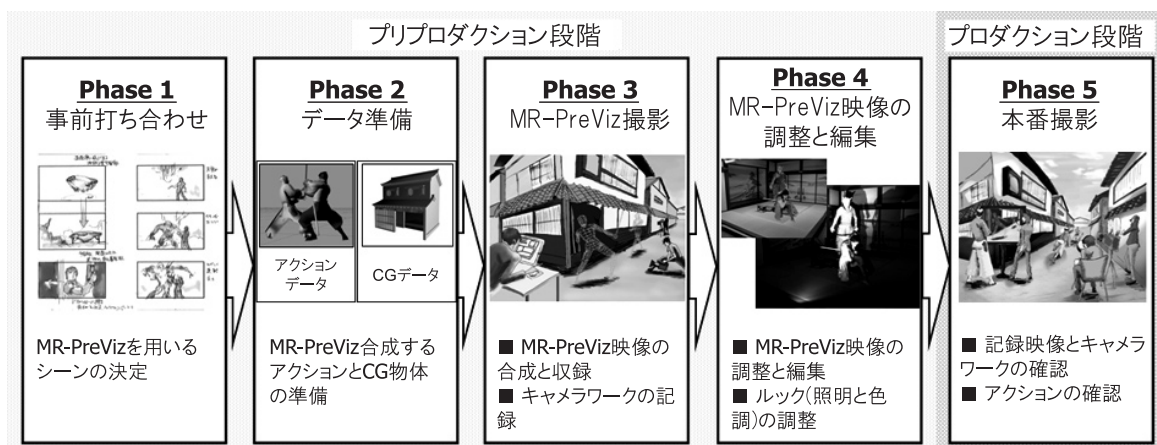 プリプロダクション段階
プロダクション段階
Phase 1
事前打ち合わせ
MR-PreVizを用いる
シーンの決定
Phase 2
データ準備
アクション
データ
CGデータ
MR-PreViz合成する
アクションとCG物体
の準備
Phase 3
MR-PreViz撮影
■ MR-PreViz映像の
合成と収録
■ キャメラワークの記
録
Phase 4
MR-PreViz映像の
調整と編集
■ MR-PreViz映像の
調整と編集
■ ルック(照明と色
調)の調整
Phase 5
本番撮影
■ 記録映像とキャメラ
ワークの確認
■ アクションの確認